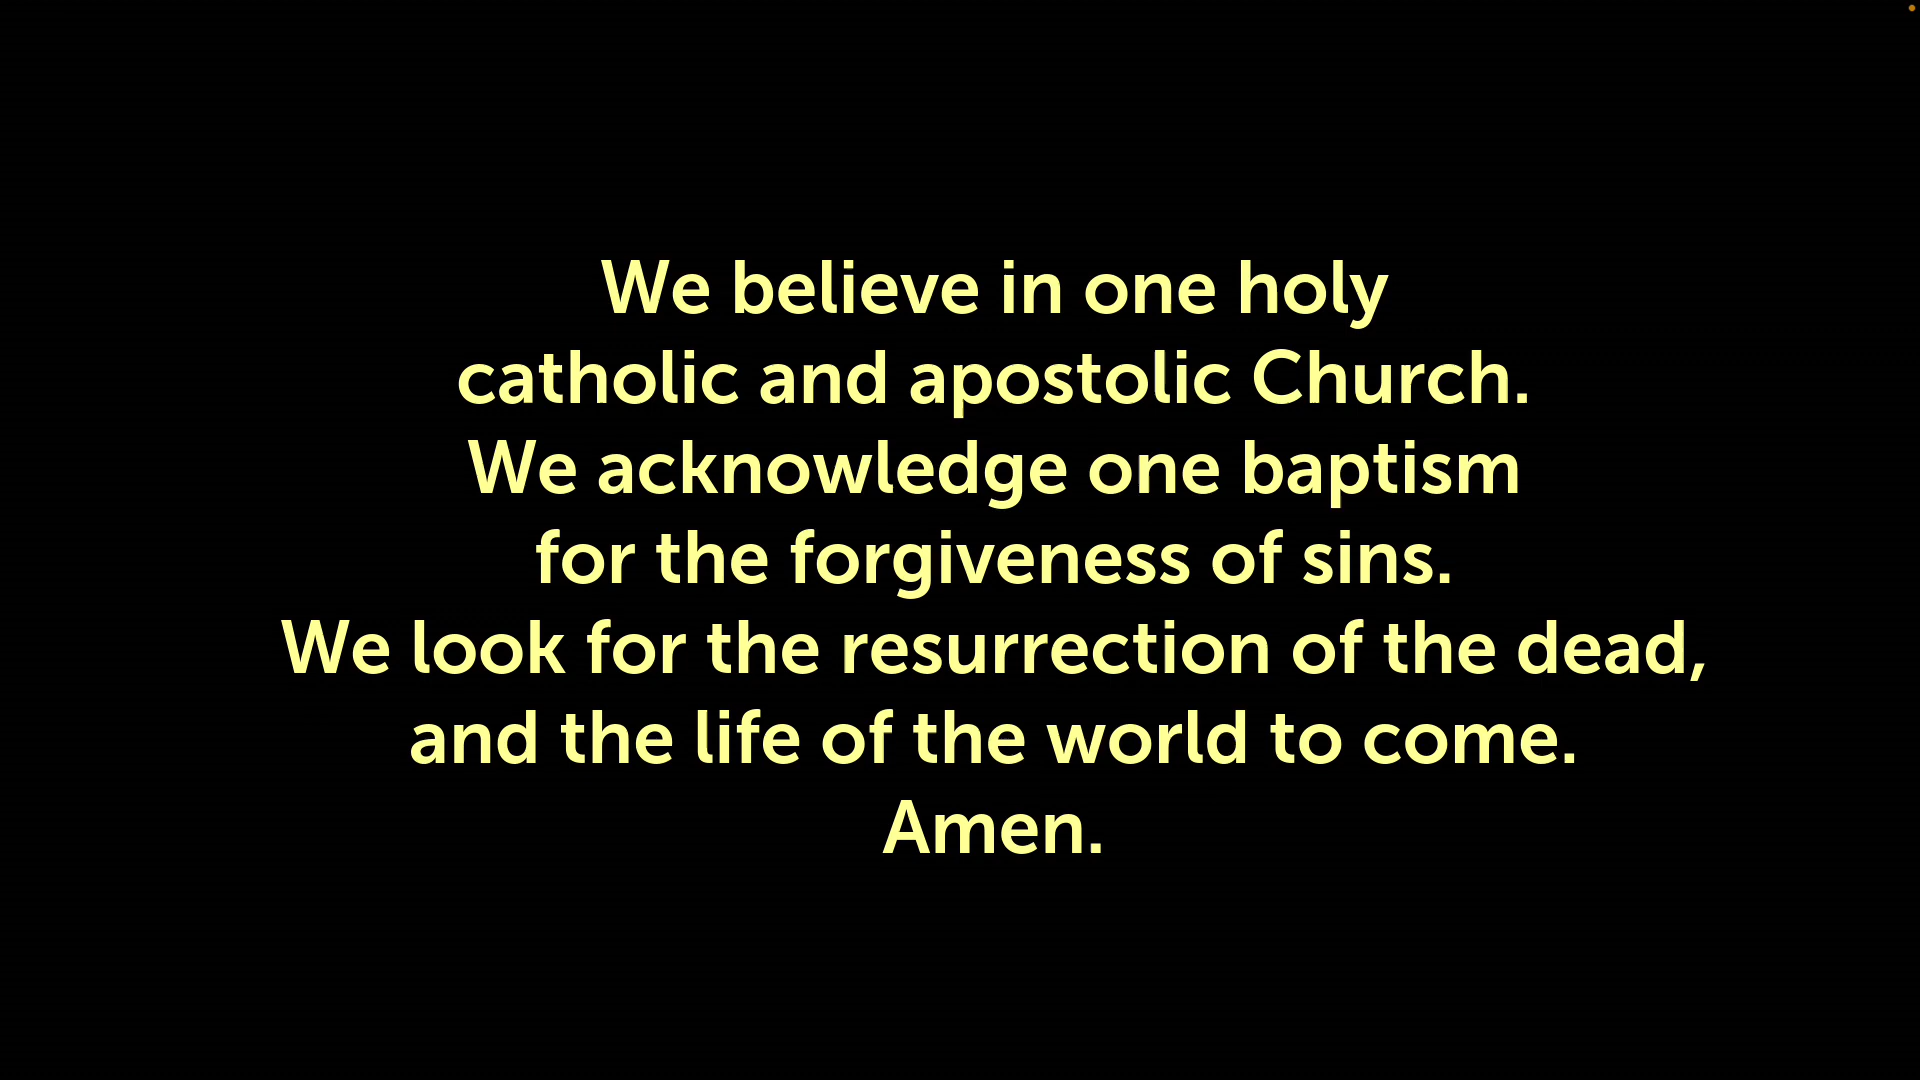 We believe in one holy
catholic and apostolic Church.
We acknowledge one baptism
for the forgiveness of sins.
We look for the resurrection of the dead,
and the life of the world to come.
Amen.